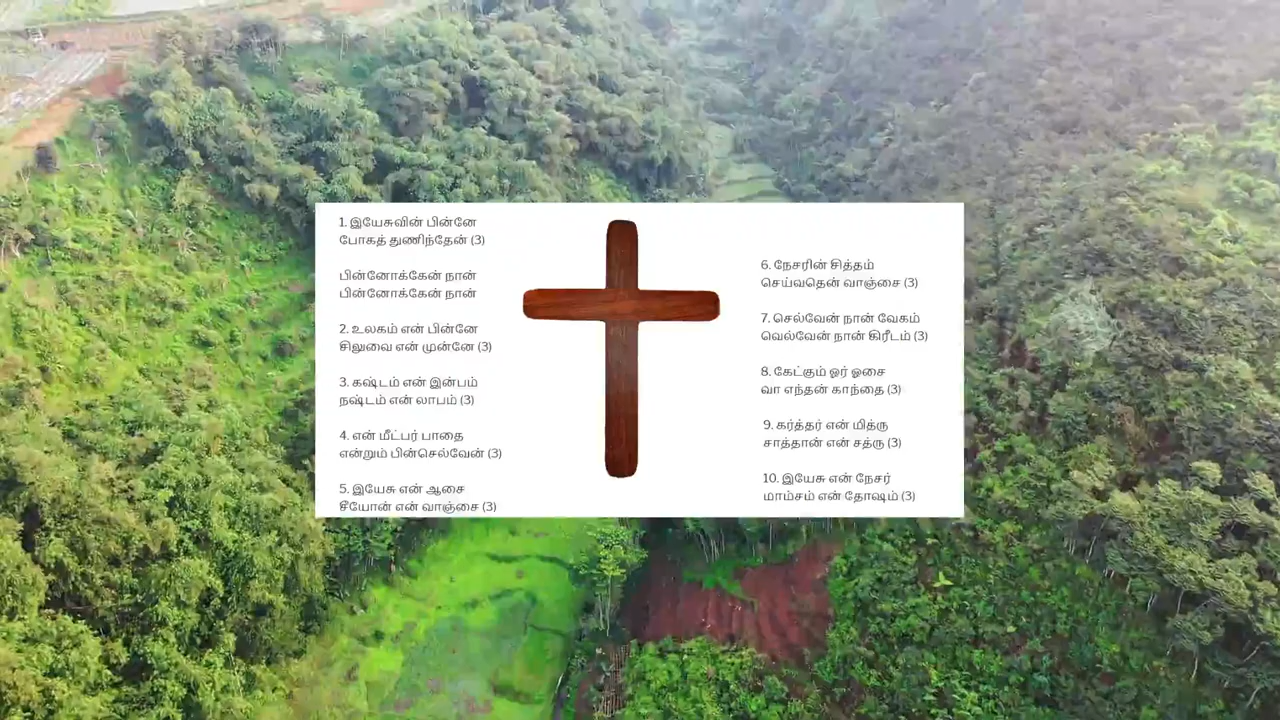 1. இயேசுவின் பின்னே
போகத் துணிந்தேன் (3)
பின்னோக்கேன் நான்
பின்னோக்கேன் நான்
2. உலகம் என் பின்னே
சிலுவை என் முன்னே (3)
3. கஷ்டம் என் இன்பம்
நஷ்டம் என் லாபம் (3)
4. என் மீட்பர் பாதை
என்றும் பின்செல்வேன் (3)
5. இயேசு என் ஆசை
சீயோன் என் வாஞ்சை (3)
6. நேசரின் சித்தம்
செய்வதென் வாஞ்சை (3)
7. செல்வேன் நான் வேகம்
வெல்வேன் நான் கிரீடம் (3)
8. கேட்கும் ஓர் ஓசை
வா எந்தன் காந்தை (3)
9. கர்த்தர் என் மித்ரு
சாத்தான் என் சத்ரு (3)
10. இயேசு என் நேசர்
மாம்சம் என் தோஷம் (3)